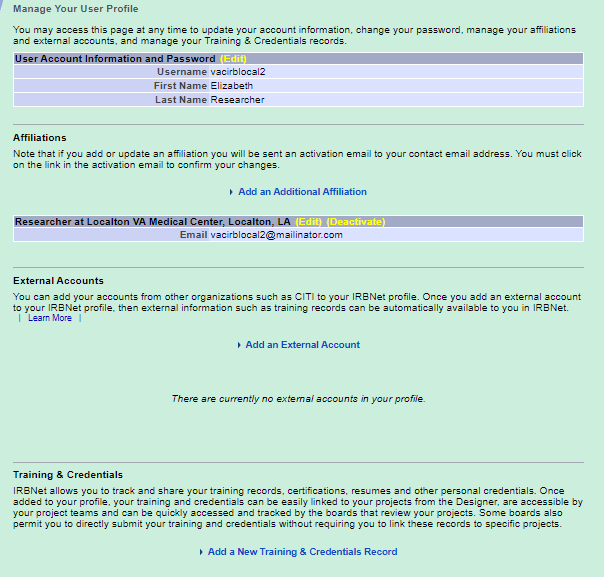 Manage Your User Profile
You may access this page at any time to update your account information, change your password, manage your affiliations
and external accounts, and manage your Training & Credentials records.
User Account Information and Password (Edit)
Username vacirblocal2
First Name Elizabeth
Last Name Researcher
Affiliations
Note that if you add or update an affiliation you will be sent an activation email to your contact email address. You must click
on the link in the activation email to confirm your changes.
Add an Additional Affiliation
Researcher at Localton VA Medical Center, Localton, LA (Edit) (Deactivate)
Email vacirblocal2@mailinator.com
External Accounts
You can add your accounts from other organizations such as CITI to your IRBNet profile. Once you add an external account
to your IRBNet profile, then external information such as training records can be automatically available to you in IRBNet.
| Learn More |
Add an External Account
There are currently no external accounts in your profile.
Training & Credentials
IRBNet allows you to track and share your training records, certifications, resumes and other personal credentials. Once
added to your profile, your training and credentials can be easily linked to your projects from the Designer, are accessible by
your project teams and can be quickly accessed and tracked by the boards that review your projects. Some boards also
permit you to directly submit your training and credentials without requiring you to link these records to specific projects.
Add a New Training & Credentials Record